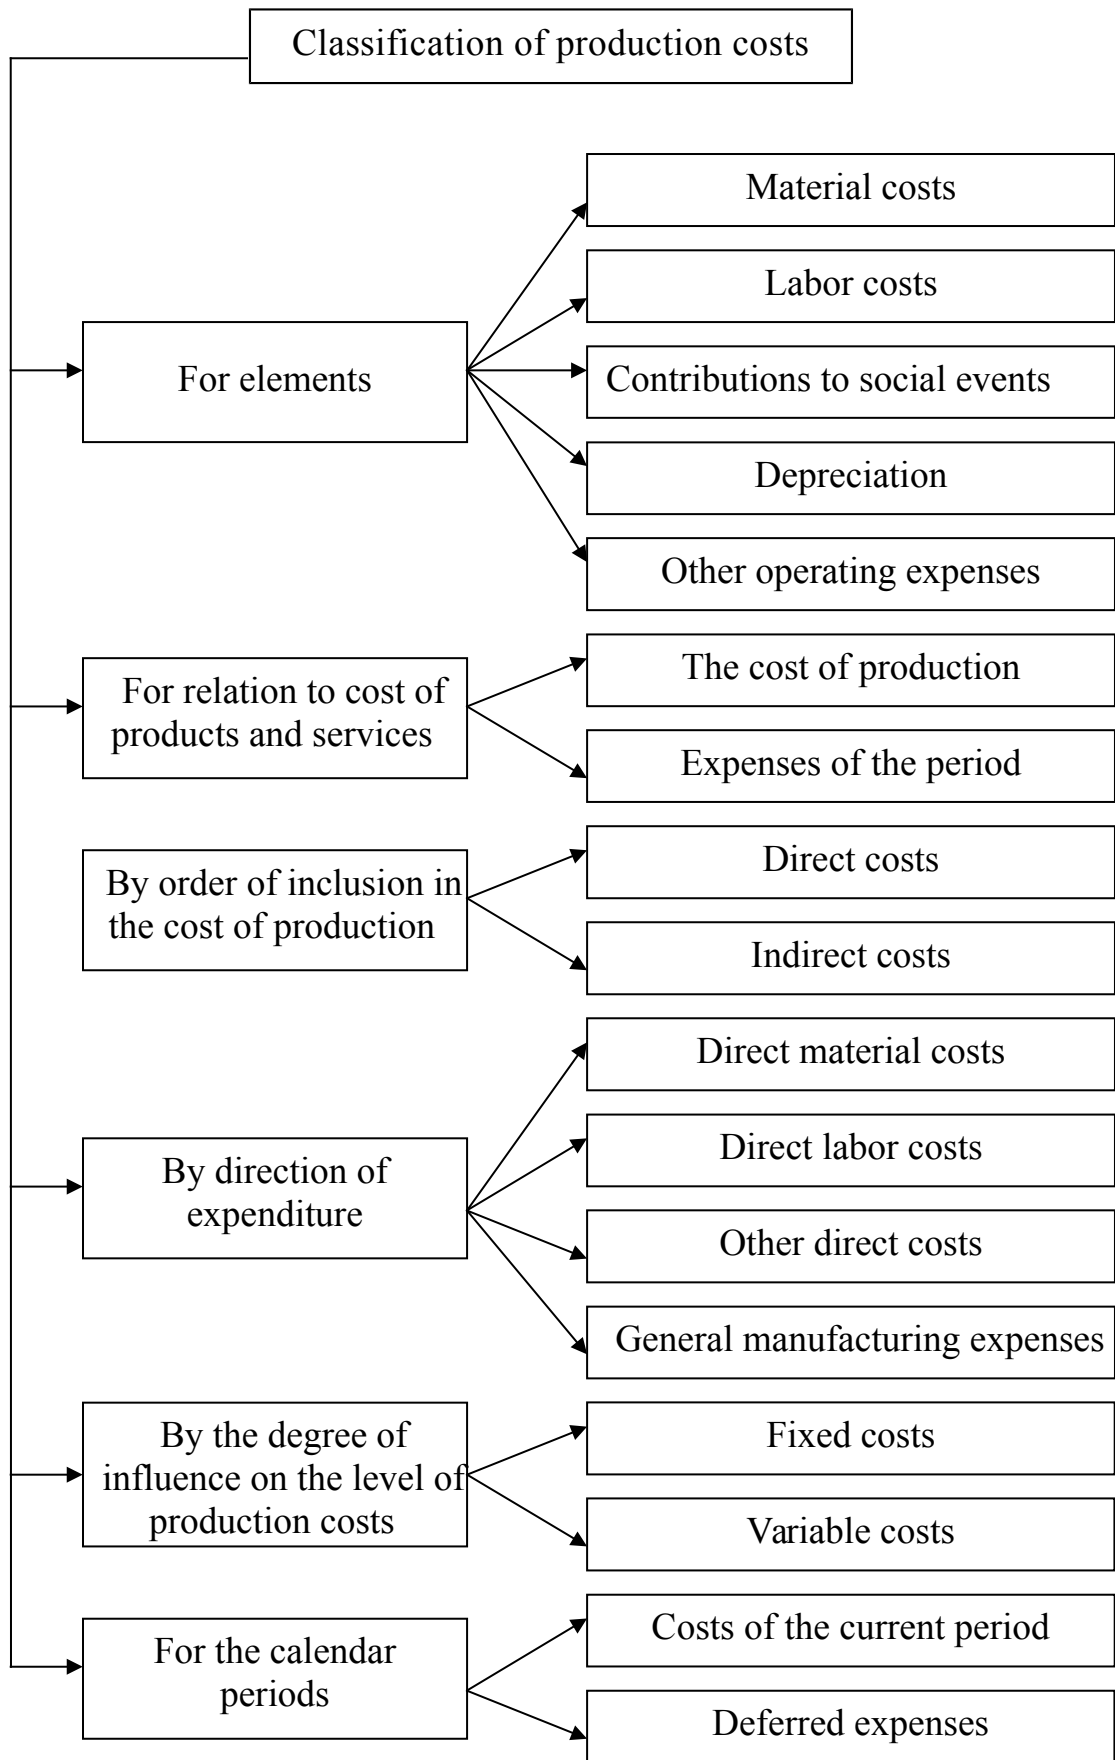 Classification of production costs
For elements
Material costs
Labor costs
Contributions to social events
Depreciation
Other operating expenses
For relation to cost of
products and services
The cost of production
Expenses of the period
By order of inclusion in
the cost of production
Direct costs
Indirect costs
By direction of
expenditure
Direct material costs
Direct labor costs
Other direct costs
General manufacturing expenses
By the degree of
influence on the level of
production costs
Fixed costs
Variable costs
For the calendar
periods
Costs of the current period
Deferred expenses